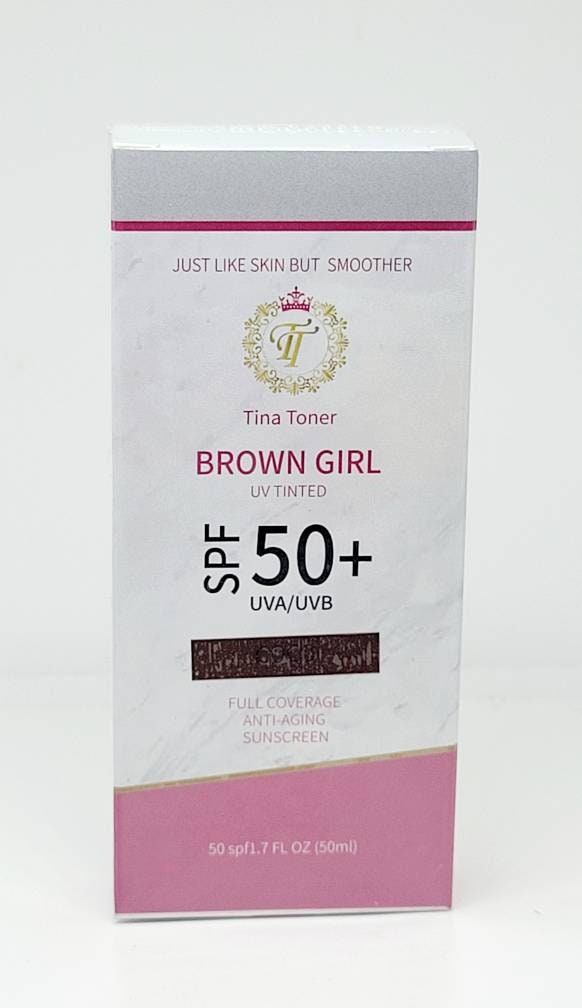 JUST LIKE SKIN BUT SMOOTHER
TT
Tina Toner
BROWN GIRL
UV TINTED
SPF 50+
UVA/UVB
FULL COVERAGE
ANTI-AGING
SUNSCREEN
50 spf1.7 FL OZ (50ml)